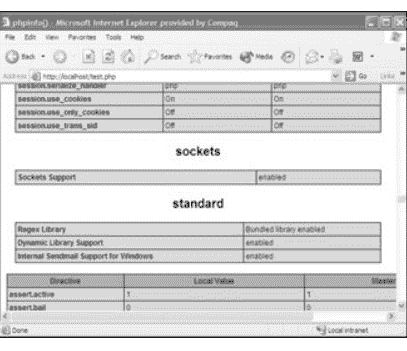 phpinfo() - Microsoft Internet Explorer provided by Compaq
File Edit View Favorites Tools Help
Back Search Favorites Media
Address http://localhost/test.php Go Links
session.serialize_handler php php
session.use_cookies On On
session.use_only_cookies Off Off
session.use_trans_sid Off Off
sockets
Sockets Support enabled
standard
Regex Library Bundled library enabled
Dynamic Library Support enabled
Internal Sendmail Support for Windows enabled
Directive Local Value Master
assert.active 1 1
assert.bail 0 0
Done Local intranet